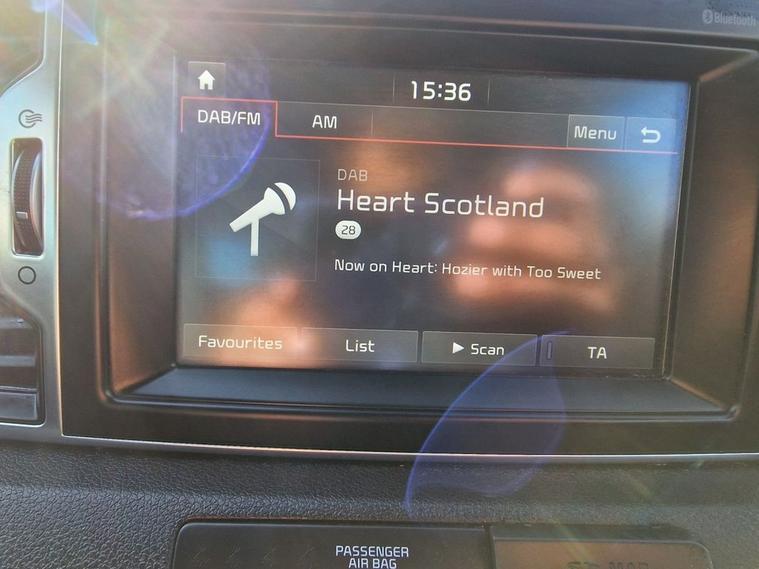 Bluetooth
15:36
DAB/FM AM Menu
DAB
Heart Scotland
28
Now on Heart: Hozier with Too Sweet
Favourites List Scan TA
PASSENGER
AIR BAG